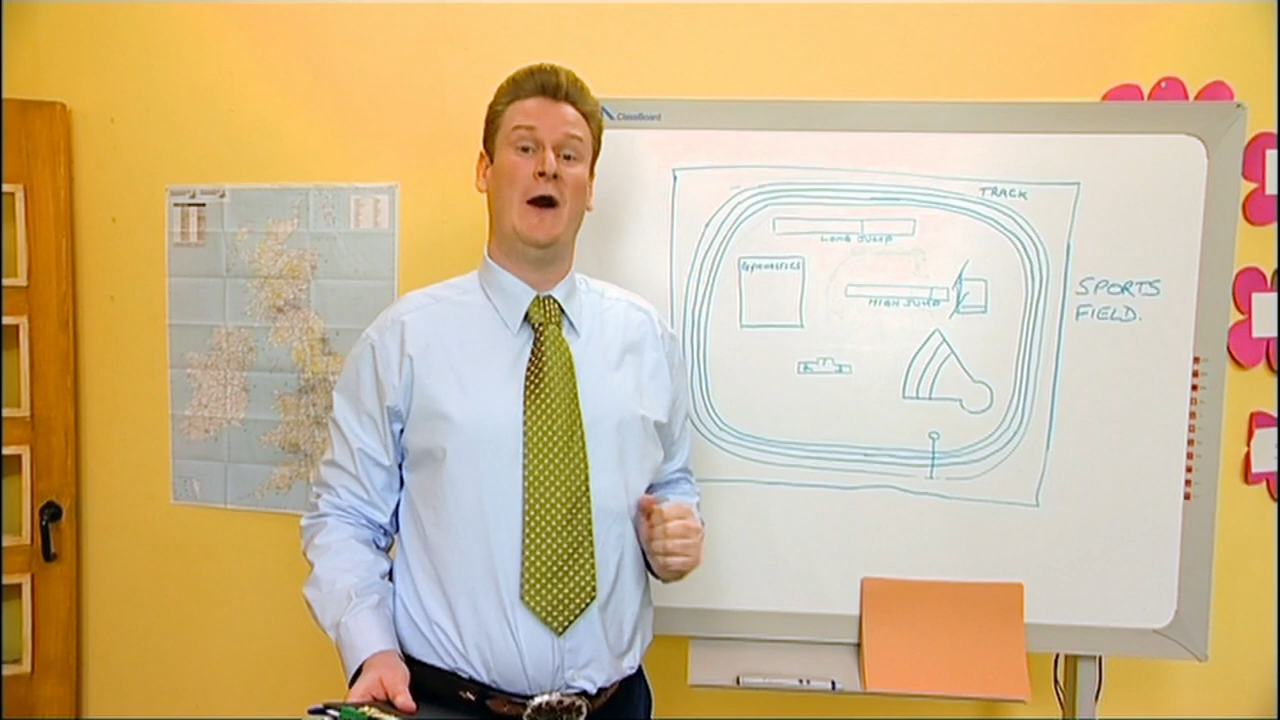 ClassBoard
TRACK
LONG JUMP
GYMNASTICS
HIGH JUMP
SPORTS
FIELD.